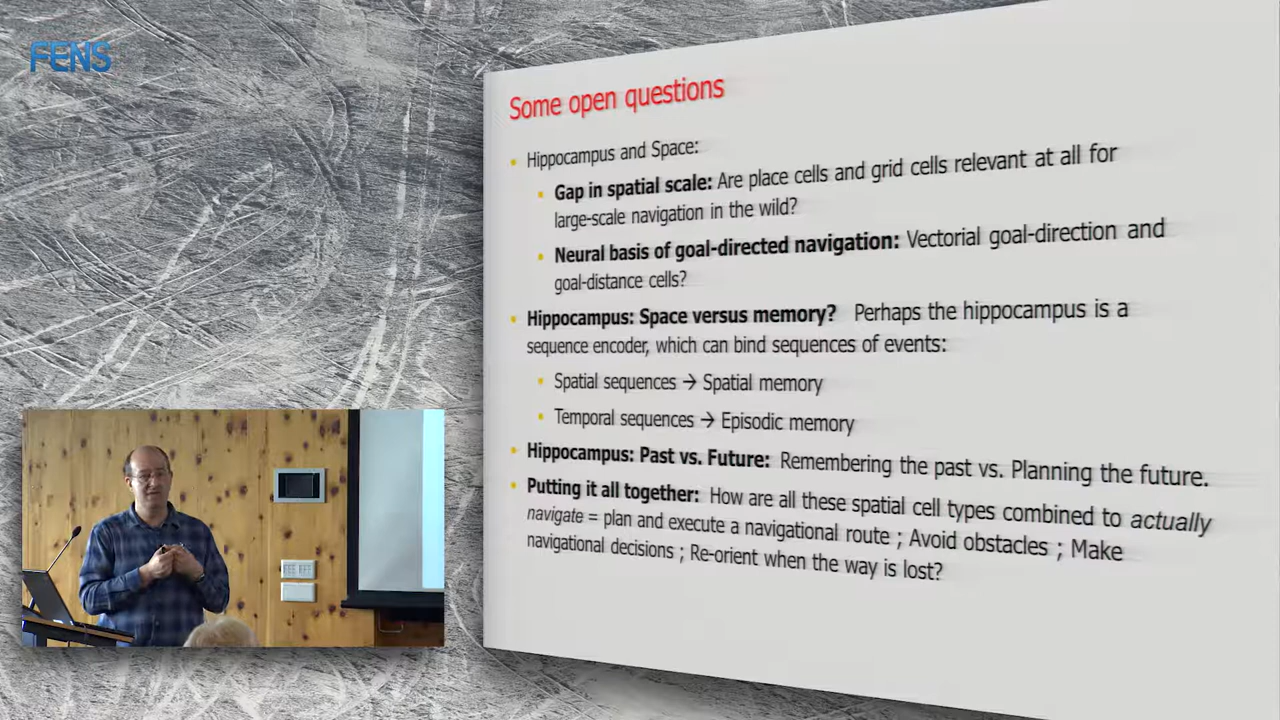 FENS
Some open questions
Hippocampus and Space:
Gap in spatial scale: Are place cells and grid cells relevant at all for
large-scale navigation in the wild?
Neural basis of goal-directed navigation: Vectorial goal-direction and
goal-distance cells?
Hippocampus: Space versus memory? Perhaps the hippocampus is a
sequence encoder, which can bind sequences of events:
Spatial sequences → Spatial memory
Temporal sequences → Episodic memory
Hippocampus: Past vs. Future: Remembering the past vs. Planning the future.
Putting it all together: How are all these spatial cell types combined to actually
navigate = plan and execute a navigational route ; Avoid obstacles ; Make
navigational decisions ; Re-orient when the way is lost?